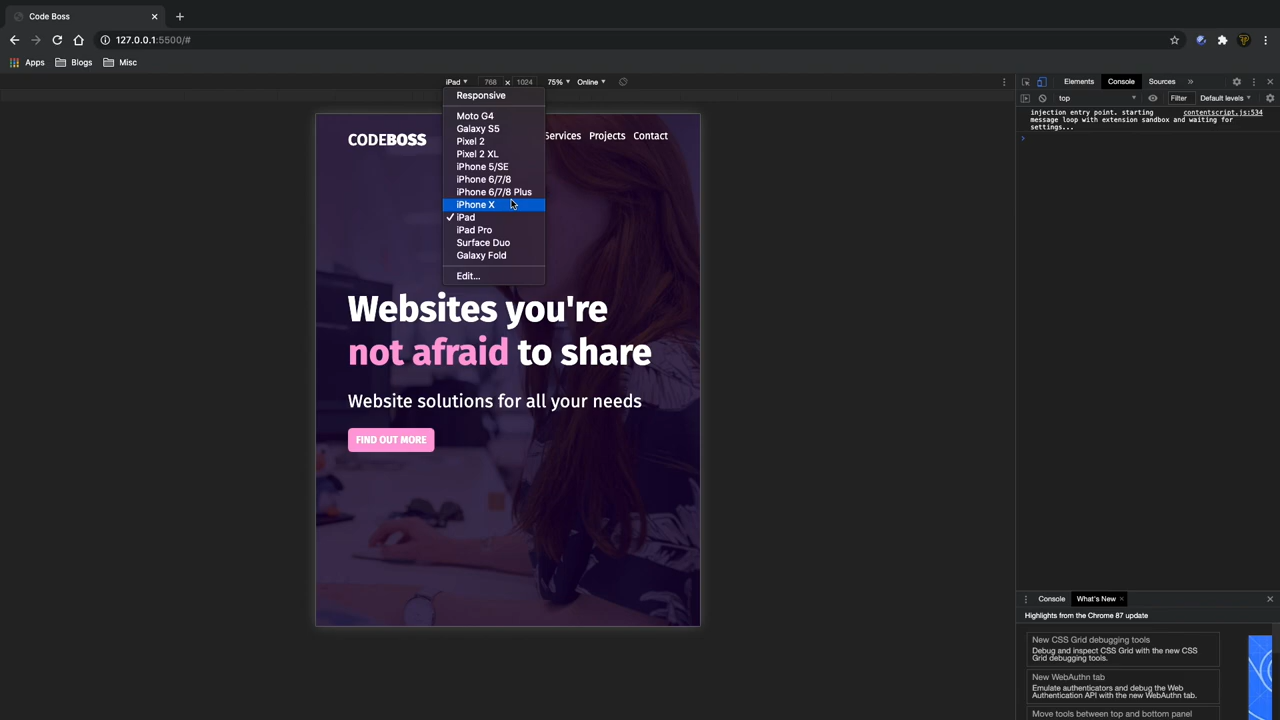 Code Boss
127.0.0.1:5500/#
Apps Blogs Misc
iPad 768 x 1024 75% Online
Responsive
Moto G4
Galaxy S5
Pixel 2
Pixel 2 XL
iPhone 5/SE
iPhone 6/7/8
iPhone 6/7/8 Plus
iPhone X
iPad
iPad Pro
Surface Duo
Galaxy Fold
Edit...
CODEBOSS
Services Projects Contact
Websites you're
not afraid to share
Website solutions for all your needs
FIND OUT MORE
Elements Console Sources
top Filter Default levels
injection entry point. starting contentscript.js:534
message loop with extension sandbox and waiting for
settings...
Console What's New
Highlights from the Chrome 87 update
New CSS Grid debugging tools
Debug and inspect CSS Grid with the new CSS
Grid debugging tools.
New WebAuthn tab
Emulate authenticators and debug the Web
Authentication API with the new WebAuthn tab.
Move tools between top and bottom panel